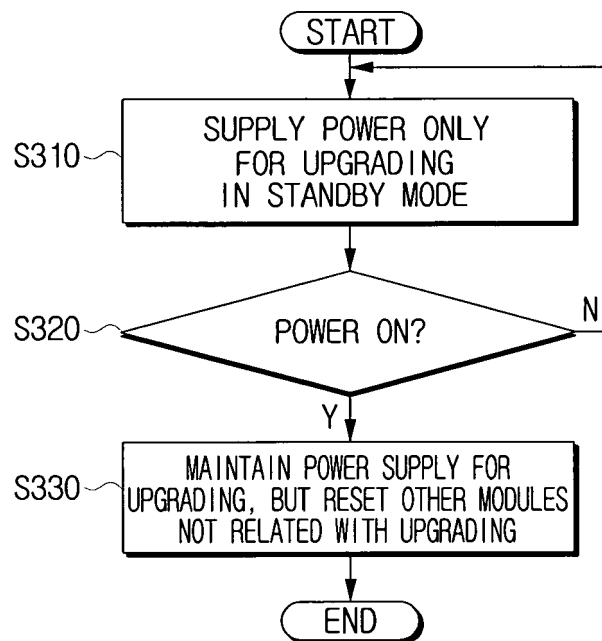 START
S310
SUPPLY POWER ONLY
FOR UPGRADING
IN STANDBY MODE
S320
POWER ON?
N
Y
S330
MAINTAIN POWER SUPPLY FOR
UPGRADING, BUT RESET OTHER MODULES
NOT RELATED WITH UPGRADING
END